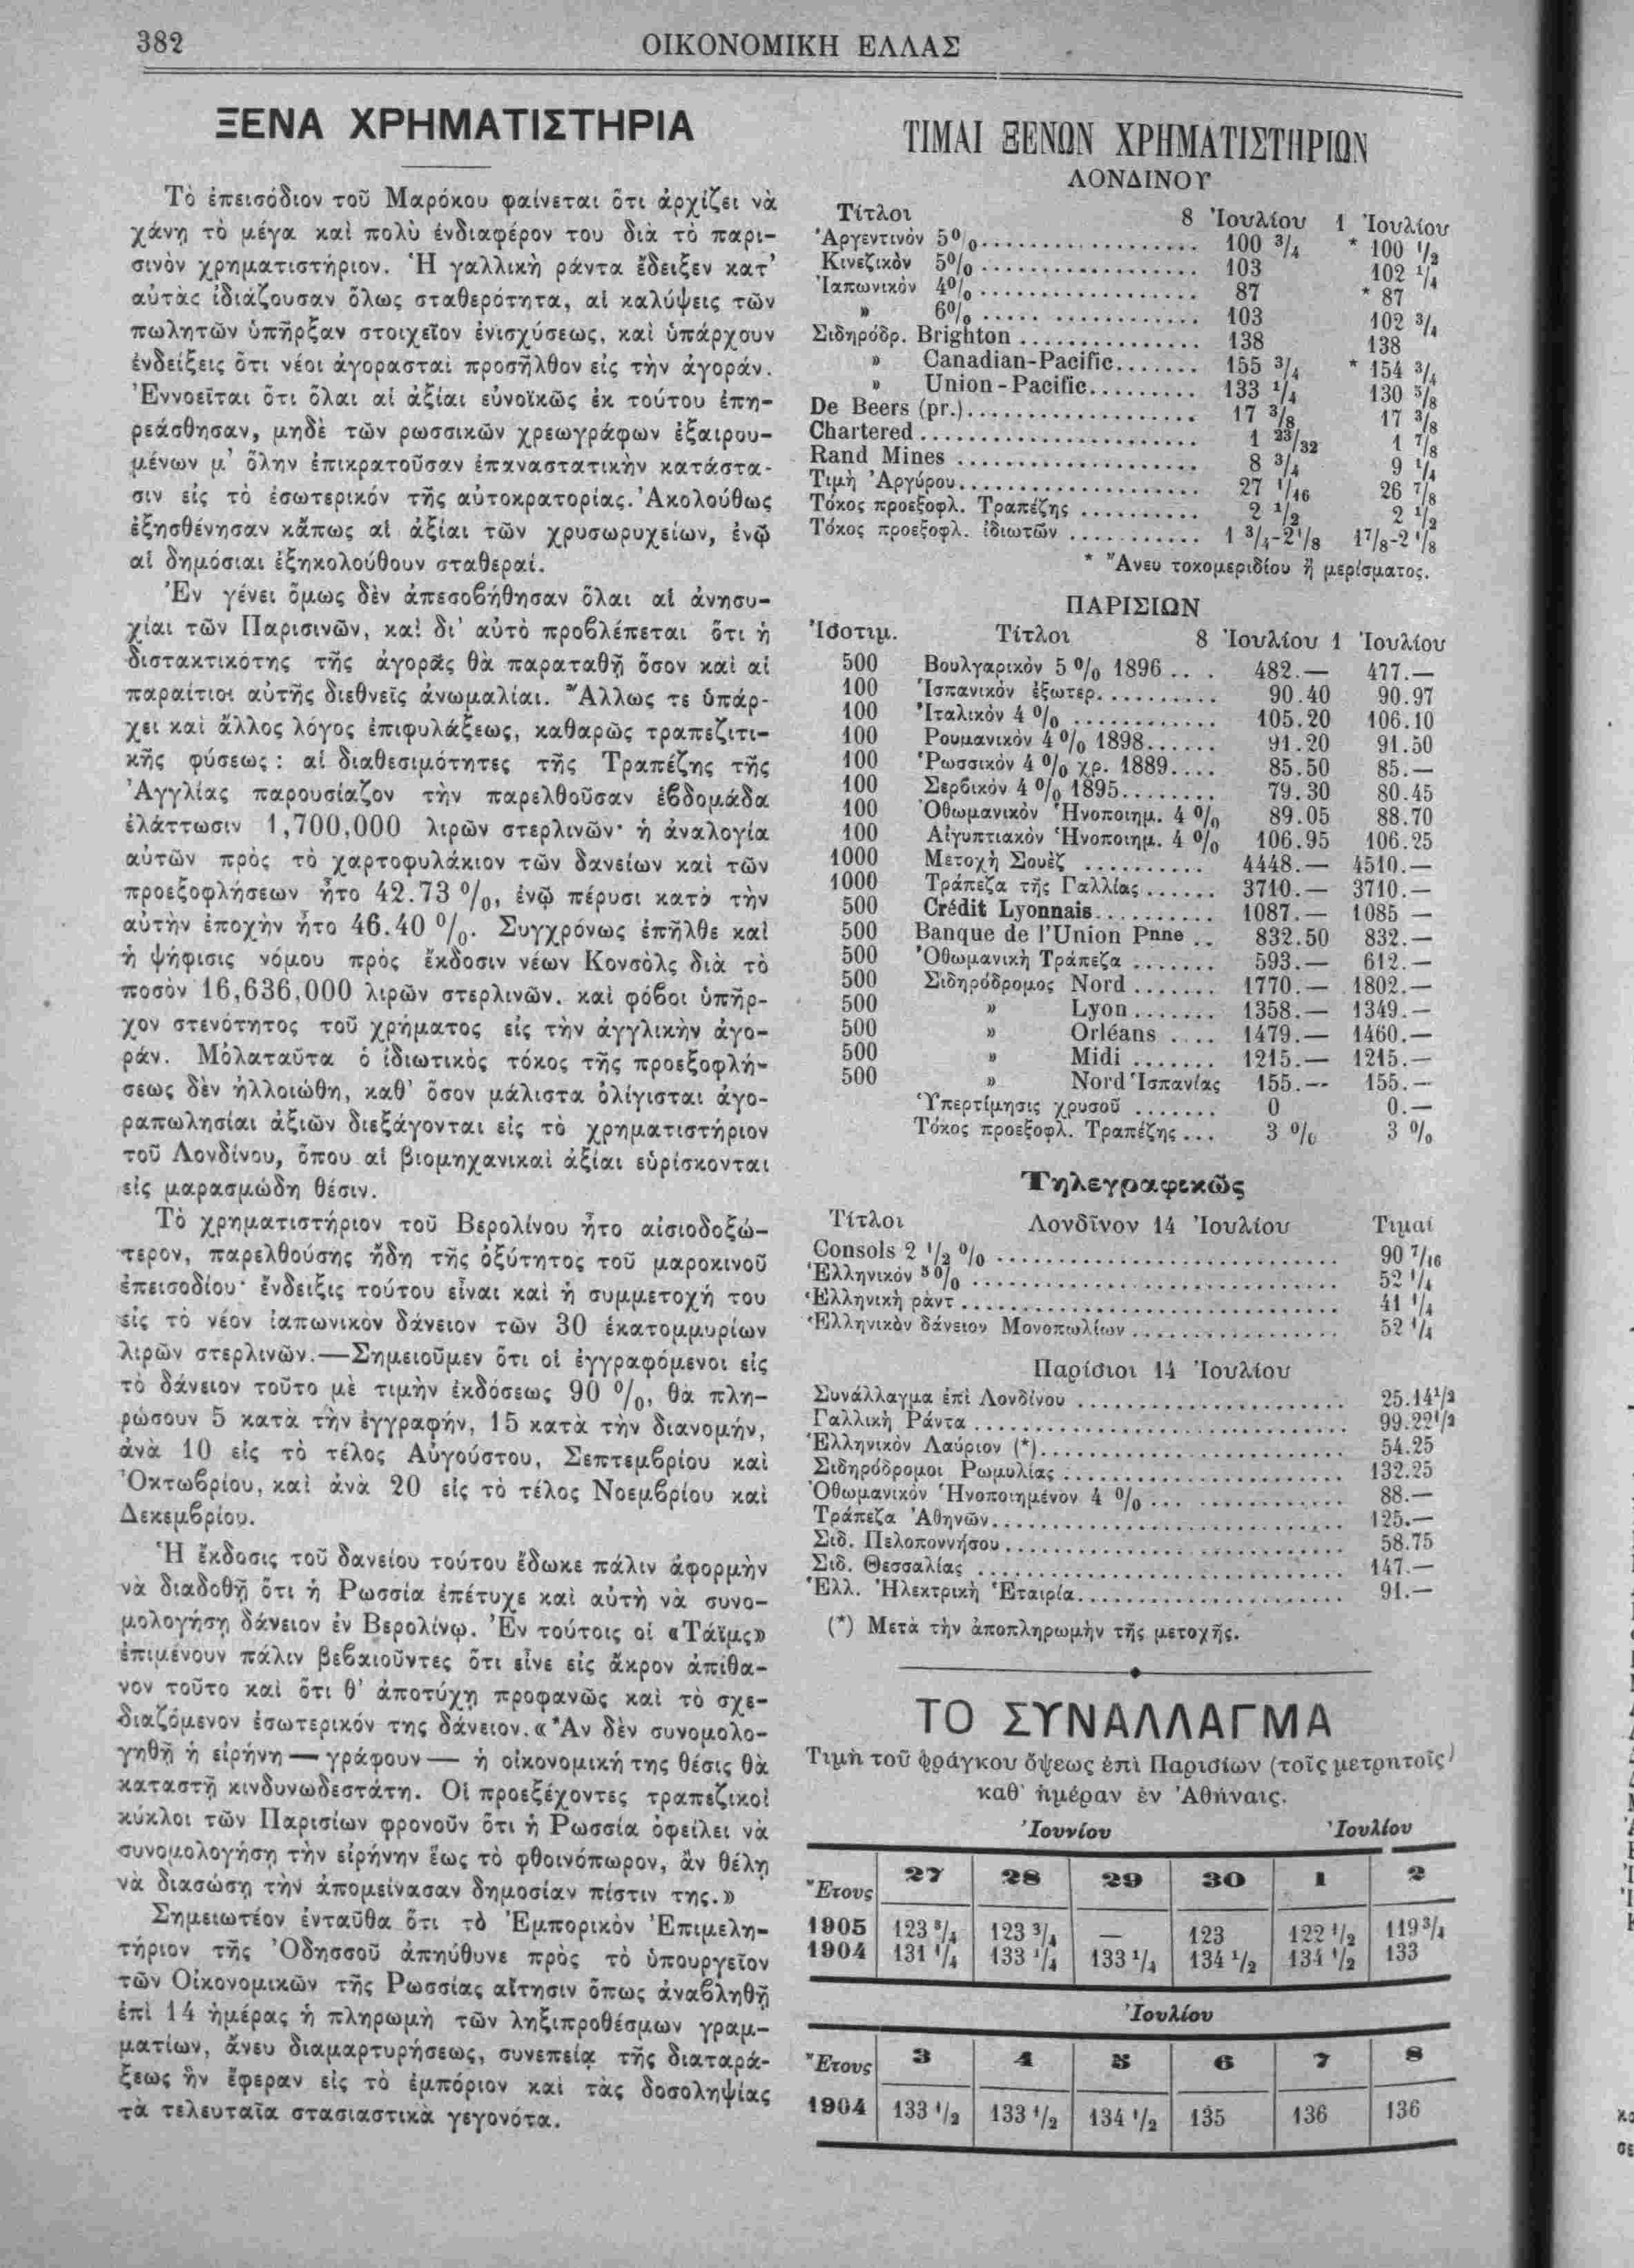 382
ΟΙΚΟΝΟΜΙΚΗ ΕΛΛΑΣ
ΞΕΝΑ ΧΡΗΜΑΤΙΣΤΗΡΙΑ
Τὸ ἐπεισόδιον τοῦ Μαρόκου φαίνεται ὅτι ἀρχίζει νὰ
χάνῃ τὸ μέγα καὶ πολὺ ἐνδιαφέρον του διὰ τὸ παρι-
σινὸν χρηματιστήριον. Ἡ γαλλικὴ ράντα ἔδειξεν κατ'
αὐτὰς ἰδιάζουσαν ὅλως σταθερότητα, αἱ καλύψεις τῶν
πωλητῶν ὑπῆρξαν στοιχεῖον ἐνισχύσεως, καὶ ὑπάρχουν
ἐνδείξεις ὅτι νέοι ἀγορασταὶ προσῆλθον εἰς τὴν ἀγοράν.
Ἐννοεῖται ὅτι ὅλαι αἱ ἀξίαι εὐνοϊκῶς ἐκ τούτου ἐπη-
ρεάσθησαν, μηδὲ τῶν ρωσσικῶν χρεωγράφων ἐξαιρου-
μένων μ' ὅλην ἐπικρατοῦσαν ἐπαναστατικὴν κατάστα-
σιν εἰς τὸ ἐσωτερικόν τῆς αὐτοκρατορίας. Ἀκολούθως
ἐξησθένησαν κἄπως αἱ ἀξίαι τῶν χρυσωρυχείων, ἐνῷ
αἱ δημόσιαι ἐξηκολούθουν σταθεραί.
Ἐν γένει ὅμως δὲν ἀπεσοβήθησαν ὅλαι αἱ ἀνησυ-
χίαι τῶν Παρισινῶν, καὶ δι' αὐτὸ προβλέπεται ὅτι ἡ
διστακτικότης τῆς ἀγορᾶς θὰ παραταθῇ ὅσον καὶ αἱ
παραίτιοι αὐτῆς διεθνεῖς ἀνωμαλίαι. Ἄλλως τε ὑπάρ-
χει καὶ ἄλλος λόγος ἐπιφυλάξεως, καθαρῶς τραπεζιτι-
κῆς φύσεως : αἱ διαθεσιμότητες τῆς Τραπέζης τῆς
Ἀγγλίας παρουσίαζον τὴν παρελθοῦσαν ἑβδομάδα
ἐλάττωσιν 1,700,000 λιρῶν στερλινῶν· ἡ ἀναλογία
αὐτῶν πρὸς τὸ χαρτοφυλάκιον τῶν δανείων καὶ τῶν
προεξοφλήσεων ἦτο 42.73 %, ἐνῷ πέρυσι κατὰ τὴν
αὐτὴν ἐποχὴν ἦτο 46.40 %. Συγχρόνως ἐπῆλθε καὶ
ἡ ψήφισις νόμου πρὸς ἔκδοσιν νέων Κονσὸλς διὰ τὸ
ποσὸν 16,636,000 λιρῶν στερλινῶν. καὶ φόβοι ὑπῆρ-
χον στενότητος τοῦ χρήματος εἰς τὴν ἀγγλικὴν ἀγο-
ράν. Μόλαταῦτα ὁ ἰδιωτικὸς τόκος τῆς προεξοφλή-
σεως δὲν ἠλλοιώθη, καθ' ὅσον μάλιστα ὀλίγισται ἀγο-
ραπωλησίαι ἀξιῶν διεξάγονται εἰς τὸ χρηματιστήριον
τοῦ Λονδίνου, ὅπου αἱ βιομηχανικαὶ ἀξίαι εὑρίσκονται
εἰς μαρασμώδη θέσιν.
Τὸ χρηματιστήριον τοῦ Βερολίνου ἦτο αἰσιοδοξώ-
τερον, παρελθούσης ἤδη τῆς ὀξύτητος τοῦ μαροκινοῦ
ἐπεισοδίου· ἔνδειξις τούτου εἶναι καὶ ἡ συμμετοχή του
εἰς τὸ νέον ἰαπωνικὸν δάνειον τῶν 30 ἑκατομμυρίων
λιρῶν στερλινῶν.—Σημειοῦμεν ὅτι οἱ ἐγγραφόμενοι εἰς
τὸ δάνειον τοῦτο μὲ τιμὴν ἐκδόσεως 90 %, θὰ πλη-
ρώσουν 5 κατὰ τὴν ἐγγραφήν, 15 κατὰ τὴν διανομήν,
ἀνὰ 10 εἰς τὸ τέλος Αὐγούστου, Σεπτεμβρίου καὶ
Ὀκτωβρίου, καὶ ἀνὰ 20 εἰς τὸ τέλος Νοεμβρίου καὶ
Δεκεμβρίου.
Ἡ ἔκδοσις τοῦ δανείου τούτου ἔδωκε πάλιν ἀφορμὴν
νὰ διαδοθῇ ὅτι ἡ Ρωσσία ἐπέτυχε καὶ αὐτὴ νὰ συνο-
μολογήσῃ δάνειον ἐν Βερολίνῳ. Ἐν τούτοις οἱ «Τάϊμς»
ἐπιμένουν πάλιν βεβαιοῦντες ὅτι εἶνε εἰς ἄκρον ἀπίθα-
νον τοῦτο καὶ ὅτι θ' ἀποτύχῃ προφανῶς καὶ τὸ σχε-
διαζόμενον ἐσωτερικόν της δάνειον. «Ἂν δὲν συνομολο-
γηθῇ ἡ εἰρήνη — γράφουν — ἡ οἰκονομική της θέσις θὰ
καταστῇ κινδυνωδεστάτη. Οἱ προεξέχοντες τραπεζικοὶ
κύκλοι τῶν Παρισίων φρονοῦν ὅτι ἡ Ρωσσία ὀφείλει νὰ
συνομολογήσῃ τὴν εἰρήνην ἕως τὸ φθοινόπωρον, ἂν θέλῃ
νὰ διασώσῃ τὴν ἀπομείνασαν δημοσίαν πίστιν της.»
Σημειωτέον ἐνταῦθα ὅτι τὸ Ἐμπορικὸν Ἐπιμελη-
τήριον τῆς Ὀδησσοῦ ἀπηύθυνε πρὸς τὸ ὑπουργεῖον
τῶν Οἰκονομικῶν τῆς Ρωσσίας αἴτησιν ὅπως ἀναβληθῇ
ἐπὶ 14 ἡμέρας ἡ πληρωμὴ τῶν ληξιπροθέσμων γραμ-
ματίων, ἄνευ διαμαρτυρήσεως, συνεπείᾳ τῆς διαταρά-
ξεως ἣν ἔφεραν εἰς τὸ ἐμπόριον καὶ τὰς δοσοληψίας
τὰ τελευταῖα στασιαστικὰ γεγονότα.
ΤΙΜΑΙ ΞΕΝΩΝ ΧΡΗΜΑΤΙΣΤΗΡΙΩΝ
ΛΟΝΔΙΝΟΥ
Τίτλοι 8 Ἰουλίου 1 Ἰουλίου
Ἀργεντινὸν 5% 100 3/4 * 100 1/2
Κινεζικὸν 5% 103 102 1/4
Ἰαπωνικὸν 4% 87 * 87
» 6% 103 102 3/4
Σιδηρόδρ. Brighton 138 138
» Canadian-Pacific 155 3/4 * 154 3/4
» Union-Pacific 133 1/4 130 5/8
De Beers (pr.) 17 3/8 17 3/8
Chartered 1 23/32 1 7/8
Rand Mines 8 3/4 9 1/4
Τιμὴ Ἀργύρου 27 1/16 26 7/8
Τόκος προεξοφλ. Τραπέζης 2 1/2 2 1/2
Τόκος προεξοφλ. ἰδιωτῶν 1 3/4-2 1/8 1 7/8-2 1/8
* Ἄνευ τοκομεριδίου ἢ μερίσματος.
ΠΑΡΙΣΙΩΝ
Ἰσοτιμ. Τίτλοι 8 Ἰουλίου 1 Ἰουλίου
500 Βουλγαρικὸν 5 % 1896 482.— 477.—
100 Ἱσπανικόν ἐξωτερ. 90.40 90.97
100 Ἰταλικὸν 4 % 105.20 106.10
100 Ρουμανικὸν 4 % 1898 91.20 91.50
100 Ῥωσσικὸν 4 % χρ. 1889 85.50 85.—
100 Σερβικὸν 4 % 1895 79.30 80.45
100 Ὀθωμανικὸν Ἡνοποιημ. 4 % 89.05 88.70
100 Αἰγυπτιακὸν Ἡνοποιημ. 4 % 106.95 106.25
1000 Μετοχὴ Σουὲζ 4448.— 4510.—
1000 Τράπεζα τῆς Γαλλίας 3710.— 3710.—
500 Crédit Lyonnais 1087.— 1085 —
500 Banque de l'Union Pnne 832.50 832.—
500 Ὀθωμανικὴ Τράπεζα 593.— 612.—
500 Σιδηρόδρομος Nord 1770.— 1802.—
500 » Lyon 1358.— 1349.—
500 » Orléans 1479.— 1460.—
500 » Midi 1215.— 1215.—
500 » Nord Ἱσπανίας 155.— 155.—
Ὑπερτίμησις χρυσοῦ 0 0.—
Τόκος προεξοφλ. Τραπέζης 3 % 3 %
Τηλεγραφικῶς
Τίτλοι Λονδῖνον 14 Ἰουλίου Τιμαί
Consols 2 1/2 % 90 7/16
Ἑλληνικόν 5% 52 1/4
Ἑλληνικὴ ράντ 41 1/4
Ἑλληνικὸν δάνειον Μονοπωλίων 52 1/4
Παρίσιοι 14 Ἰουλίου
Συνάλλαγμα ἐπὶ Λονδίνου 25.14 1/2
Γαλλικὴ Ράντα 99.22 1/2
Ἑλληνικὸν Λαύριον (*) 54.25
Σιδηρόδρομοι Ρωμυλίας 132.25
Ὀθωμανικὸν Ἡνοποιημένον 4 % 88.—
Τράπεζα Ἀθηνῶν 125.—
Σιδ. Πελοποννήσου 58.75
Σιδ. Θεσσαλίας 147.—
Ἑλλ. Ἠλεκτρικὴ Ἑταιρία 91.—
(*) Μετὰ τὴν ἀποπληρωμὴν τῆς μετοχῆς.
ΤΟ ΣΥΝΑΛΛΑΓΜΑ
Τιμὴ τοῦ φράγκου ὄψεως ἐπὶ Παρισίων (τοῖς μετρητοῖς)
καθ' ἡμέραν ἐν Ἀθήναις.
Ἰουνίου Ἰουλίου
Ἔτους 27 28 29 30 1 2
1905 123 3/4 123 3/4 — 123 122 1/2 119 3/4
1904 131 1/4 133 1/4 133 1/4 134 1/2 134 1/2 133
Ἰουλίου
Ἔτους 3 4 5 6 7 8
1904 133 1/2 133 1/2 134 1/2 135 136 136